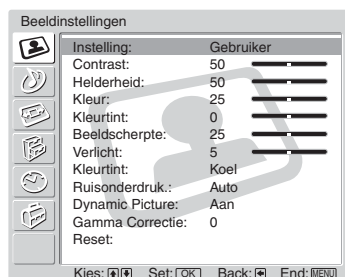 Beeldinstellingen
Instelling: Gebruiker
Contrast: 50
Helderheid: 50
Kleur: 25
Kleurtint: 0
Beeldscherpte: 25
Verlicht: 5
Kleurtint: Koel
Ruisonderdruk.: Auto
Dynamic Picture: Aan
Gamma Correctie: 0
Reset:
Kies: Set: OK Back: End: MENU